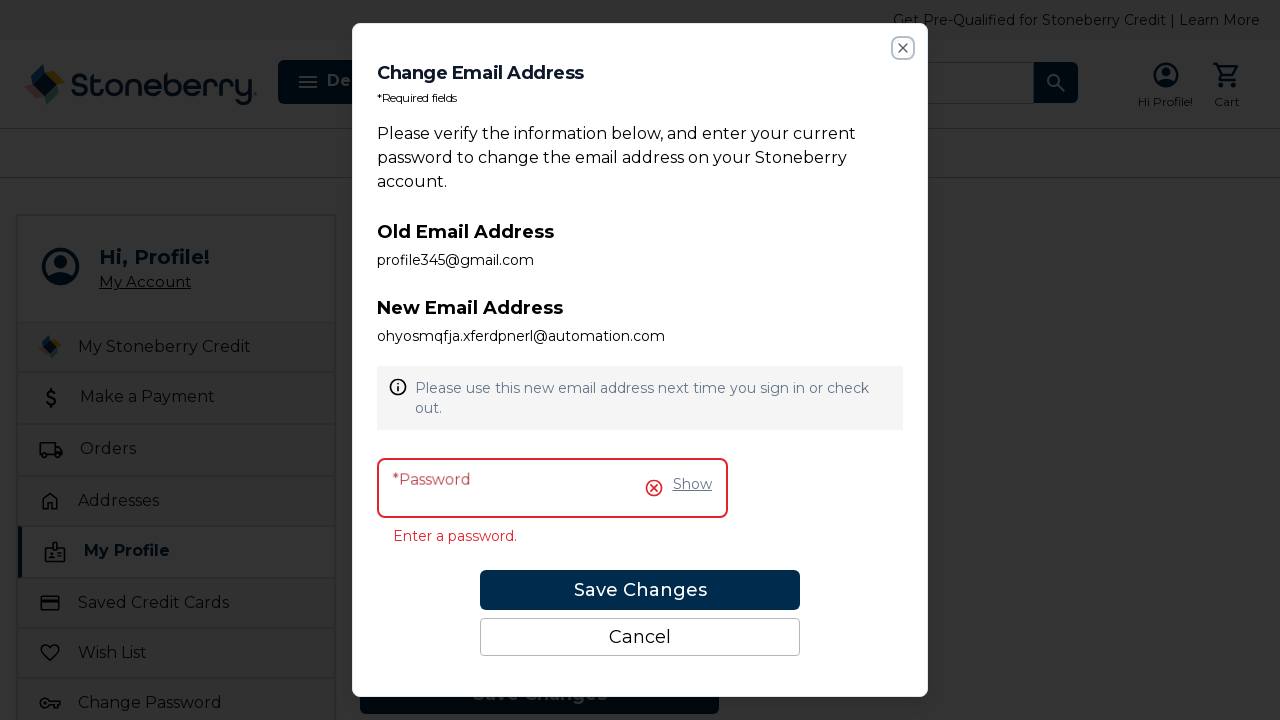 Get Pre-Qualified for Stoneberry Credit | Learn More
Stoneberry
De
Hi Profile!
Cart
Change Email Address
*Required fields
Please verify the information below, and enter your current
password to change the email address on your Stoneberry
account.
Old Email Address
profile345@gmail.com
New Email Address
ohyosmqfja.xferdpnerl@automation.com
Please use this new email address next time you sign in or check
out.
*Password
Show
Enter a password.
Save Changes
Cancel
Hi, Profile!
My Account
My Stoneberry Credit
Make a Payment
Orders
Addresses
My Profile
Saved Credit Cards
Wish List
Change Password
Save Changes